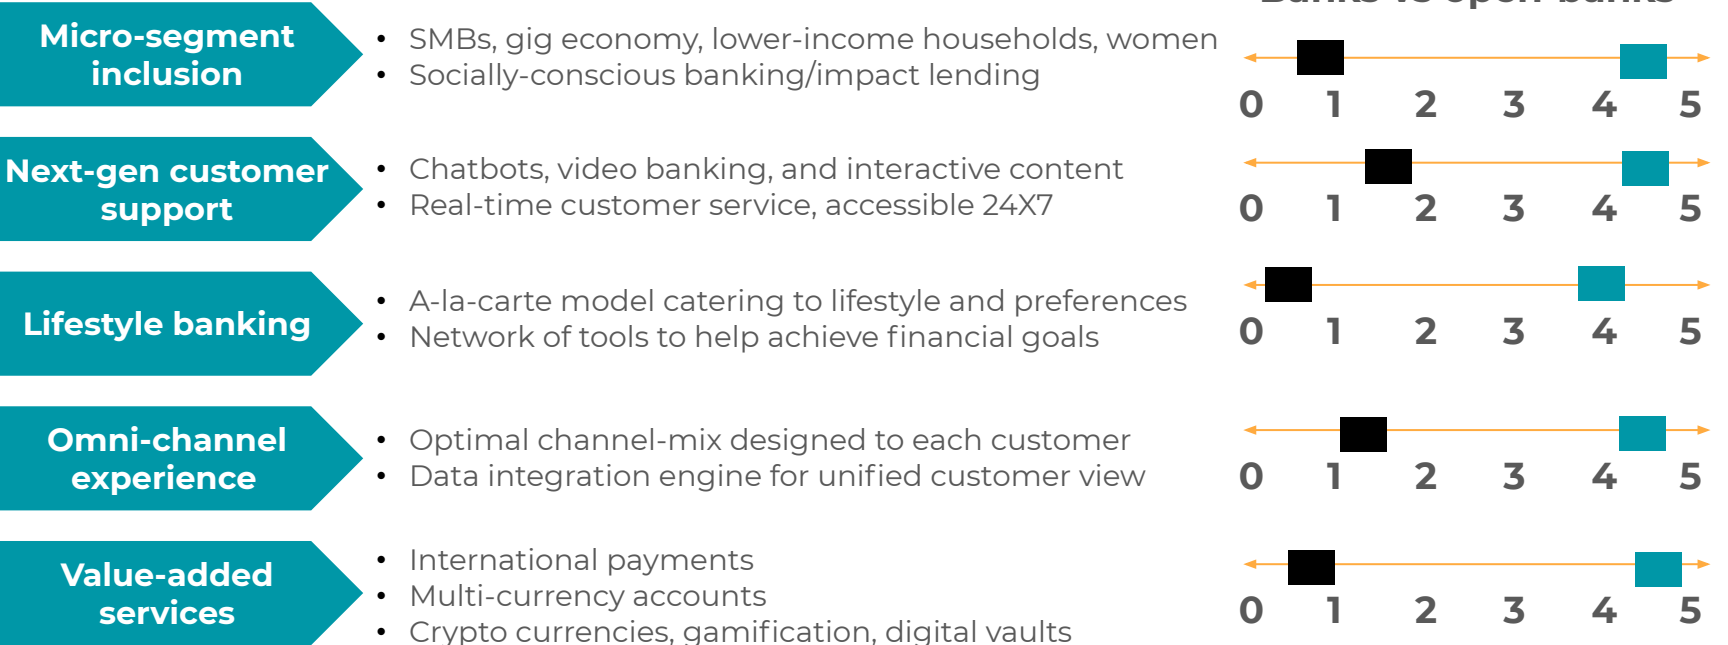 Banks vs open-banks
Micro-segment
inclusion
• SMBs, gig economy, lower-income households, women
• Socially-conscious banking/impact lending
0 1 2 3 4 5
Next-gen customer
support
• Chatbots, video banking, and interactive content
• Real-time customer service, accessible 24X7
0 1 2 3 4 5
Lifestyle banking
• A-la-carte model catering to lifestyle and preferences
• Network of tools to help achieve financial goals
0 1 2 3 4 5
Omni-channel
experience
• Optimal channel-mix designed to each customer
• Data integration engine for unified customer view
0 1 2 3 4 5
Value-added
services
• International payments
• Multi-currency accounts
• Crypto currencies, gamification, digital vaults
0 1 2 3 4 5